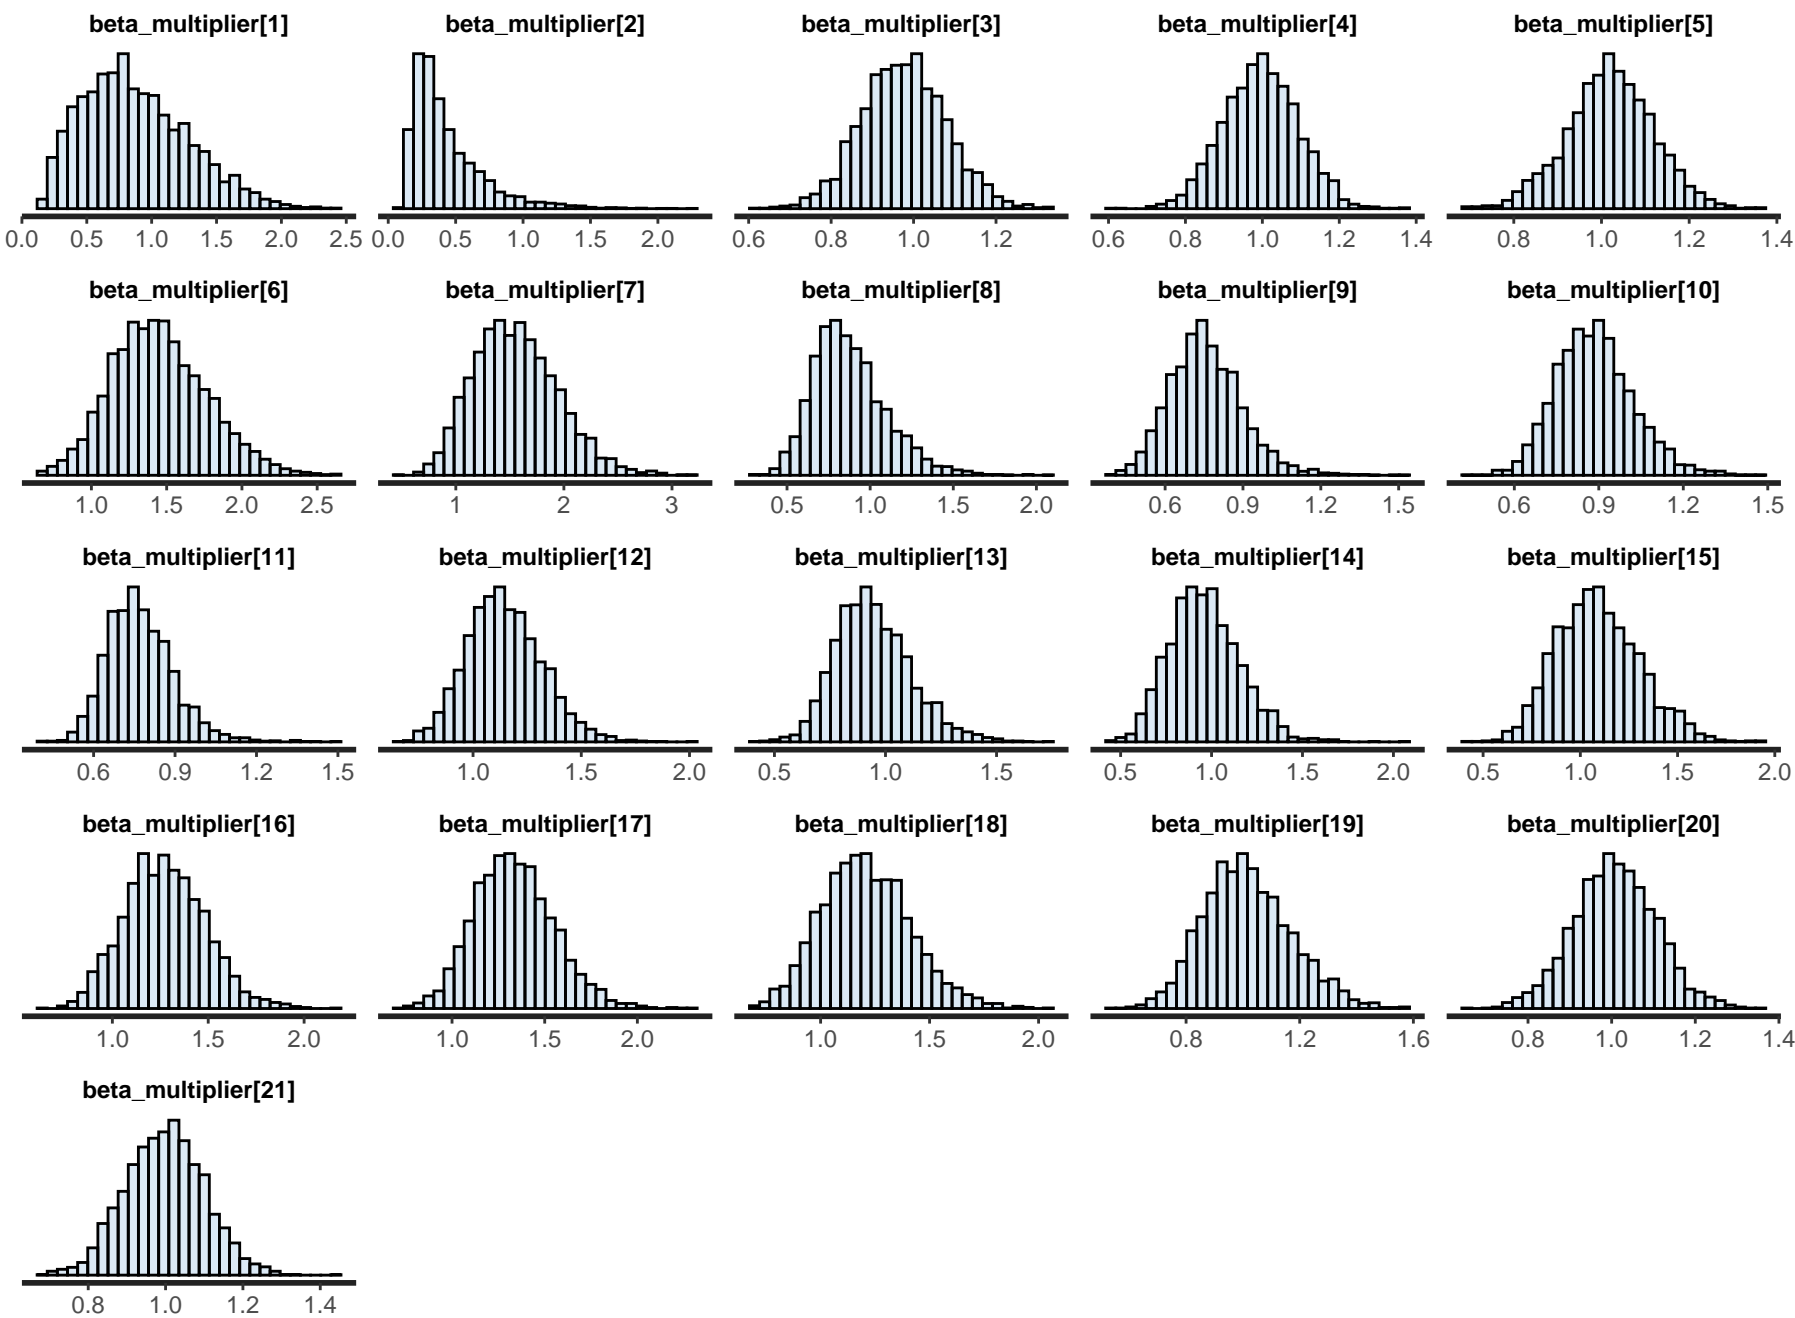 beta_multiplier[1] beta_multiplier[2] beta_multiplier[3] beta_multiplier[4] beta_multiplier[5]
0.0 0.5 1.0 1.5 2.0 2.5 0.0 0.5 1.0 1.5 2.0 0.6 0.8 1.0 1.2 0.6 0.8 1.0 1.2 1.4 0.8 1.0 1.2 1.4
beta_multiplier[6] beta_multiplier[7] beta_multiplier[8] beta_multiplier[9] beta_multiplier[10]
1.0 1.5 2.0 2.5 1 2 3 0.5 1.0 1.5 2.0 0.6 0.9 1.2 1.5 0.6 0.9 1.2 1.5
beta_multiplier[11] beta_multiplier[12] beta_multiplier[13] beta_multiplier[14] beta_multiplier[15]
0.6 0.9 1.2 1.5 1.0 1.5 2.0 0.5 1.0 1.5 0.5 1.0 1.5 2.0 0.5 1.0 1.5 2.0
beta_multiplier[16] beta_multiplier[17] beta_multiplier[18] beta_multiplier[19] beta_multiplier[20]
1.0 1.5 2.0 1.0 1.5 2.0 1.0 1.5 2.0 0.8 1.2 1.6 0.8 1.0 1.2 1.4
beta_multiplier[21]
0.8 1.0 1.2 1.4